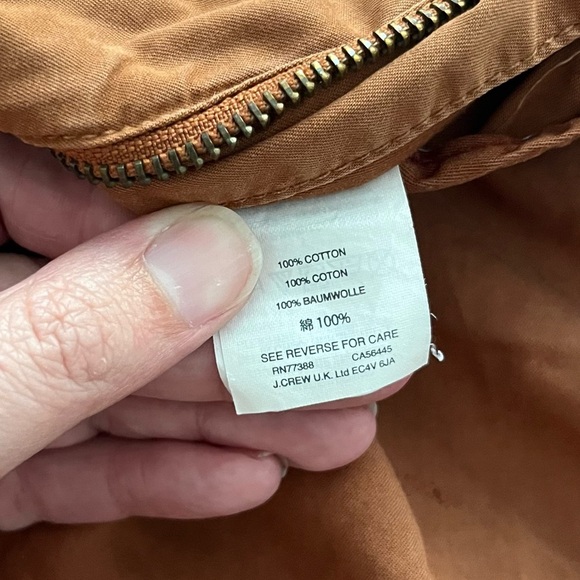 100% COTTON
100% COTON
100% BAUMWOLLE
綿 100%
SEE REVERSE FOR CARE
RN77388 CA56445
J.CREW U.K. Ltd EC4V 6JA